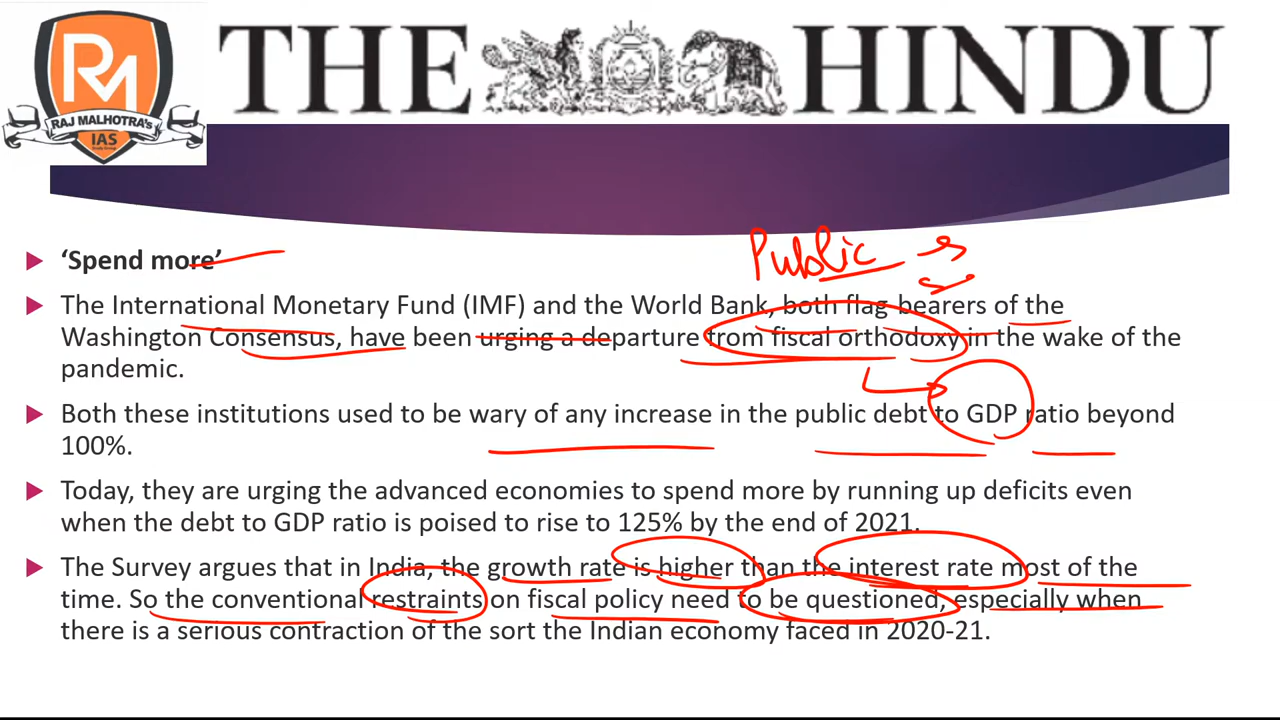 RM
RAJ MALHOTRA'S
IAS
Study Group
THE HINDU
'Spend more'
Public
The International Monetary Fund (IMF) and the World Bank, both flag bearers of the
Washington Consensus, have been urging a departure from fiscal orthodoxy in the wake of the
pandemic.
Both these institutions used to be wary of any increase in the public debt to GDP ratio beyond
100%.
Today, they are urging the advanced economies to spend more by running up deficits even
when the debt to GDP ratio is poised to rise to 125% by the end of 2021.
The Survey argues that in India, the growth rate is higher than the interest rate most of the
time. So the conventional restraints on fiscal policy need to be questioned, especially when
there is a serious contraction of the sort the Indian economy faced in 2020-21.